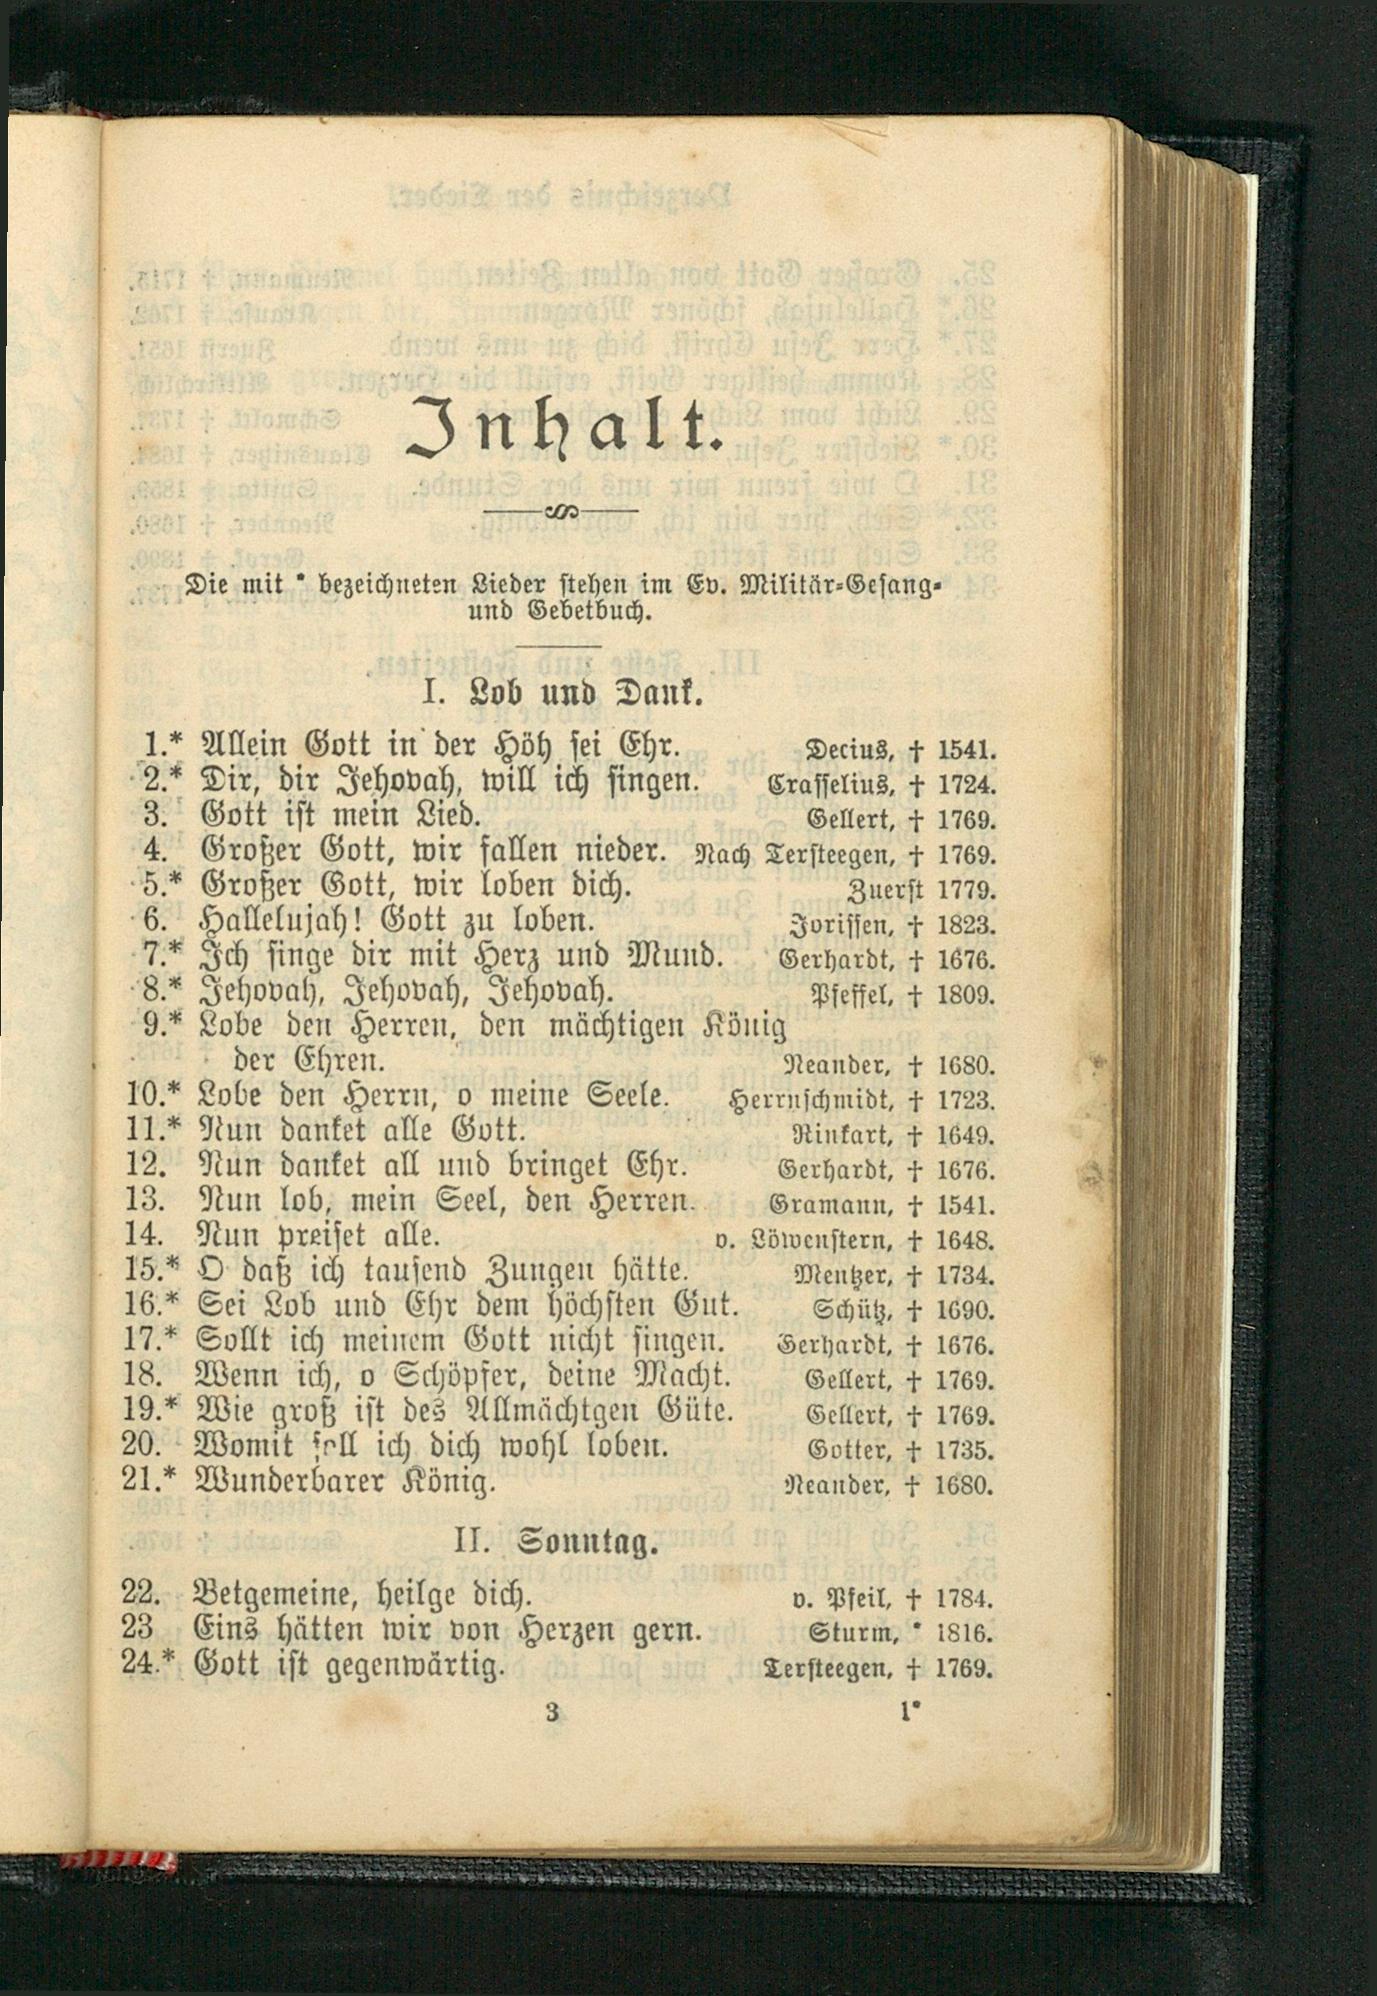 Inhalt.
Die mit * bezeichneten Lieder stehen im Ev. Militär-Gesang-
und Gebetbuch.
I. Lob und Dank.
1.* Allein Gott in der Höh sei Ehr. Decius, † 1541.
2.* Dir, dir Jehovah, will ich singen. Crasselius, † 1724.
3. Gott ist mein Lied. Gellert, † 1769.
4. Großer Gott, wir fallen nieder. Nach Tersteegen, † 1769.
5.* Großer Gott, wir loben dich. Zuerst 1779.
6. Hallelujah! Gott zu loben. Jorissen, † 1823.
7.* Ich singe dir mit Herz und Mund. Gerhardt, † 1676.
8.* Jehovah, Jehovah, Jehovah. Pfeffel, † 1809.
9.* Lobe den Herren, den mächtigen König
der Ehren. Neander, † 1680.
10.* Lobe den Herrn, o meine Seele. Herrnschmidt, † 1723.
11.* Nun danket alle Gott. Rinkart, † 1649.
12. Nun danket all und bringet Ehr. Gerhardt, † 1676.
13. Nun lob, mein Seel, den Herren. Gramann, † 1541.
14. Nun preiset alle. v. Löwenstern, † 1648.
15.* O daß ich tausend Zungen hätte. Mentzer, † 1734.
16.* Sei Lob und Ehr dem höchsten Gut. Schütz, † 1690.
17.* Sollt ich meinem Gott nicht singen. Gerhardt, † 1676.
18. Wenn ich, o Schöpfer, deine Macht. Gellert, † 1769.
19.* Wie groß ist des Allmächtgen Güte. Gellert, † 1769.
20. Womit soll ich dich wohl loben. Gotter, † 1735.
21.* Wunderbarer König. Neander, † 1680.
II. Sonntag.
22. Betgemeine, heilge dich. v. Pfeil, † 1784.
23 Eins hätten wir von Herzen gern. Sturm, * 1816.
24.* Gott ist gegenwärtig. Tersteegen, † 1769.
3 1*